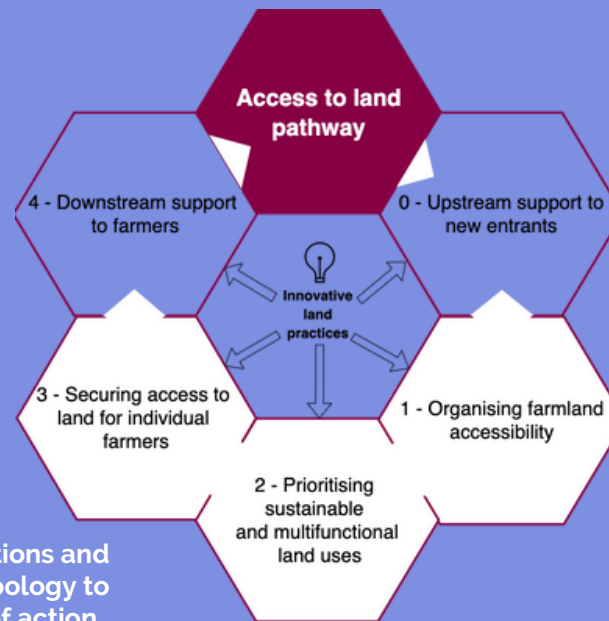 Access to land
pathway
4 - Downstream support
to farmers
0 - Upstream support to
new entrants
Innovative
land
practices
3 - Securing access to
land for individual
farmers
1 - Organising farmland
accessibility
2 - Prioritising
sustainable
and multifunctional
land uses
and
to
of action